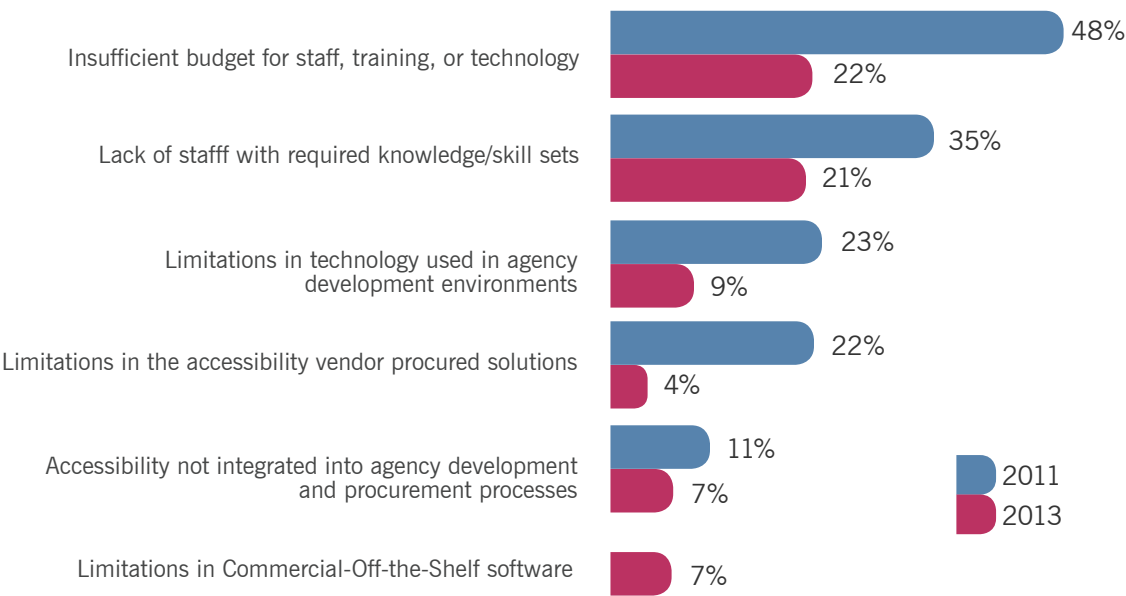 Insufficient budget for staff, training, or technology
48%
22%
Lack of stafff with required knowledge/skill sets
35%
21%
Limitations in technology used in agency
development environments
23%
9%
Limitations in the accessibility vendor procured solutions
22%
4%
Accessibility not integrated into agency development
and procurement processes
11%
7%
Limitations in Commercial-Off-the-Shelf software
7%
2011
2013